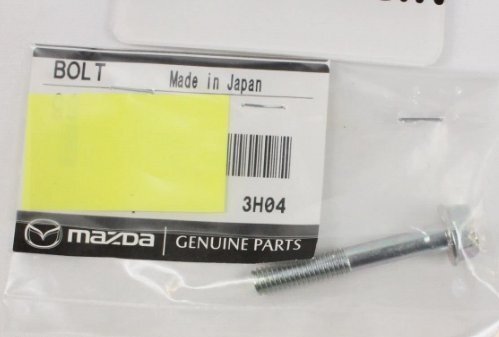 BOLT
Made in Japan
3H04
mazda GENUINE PARTS